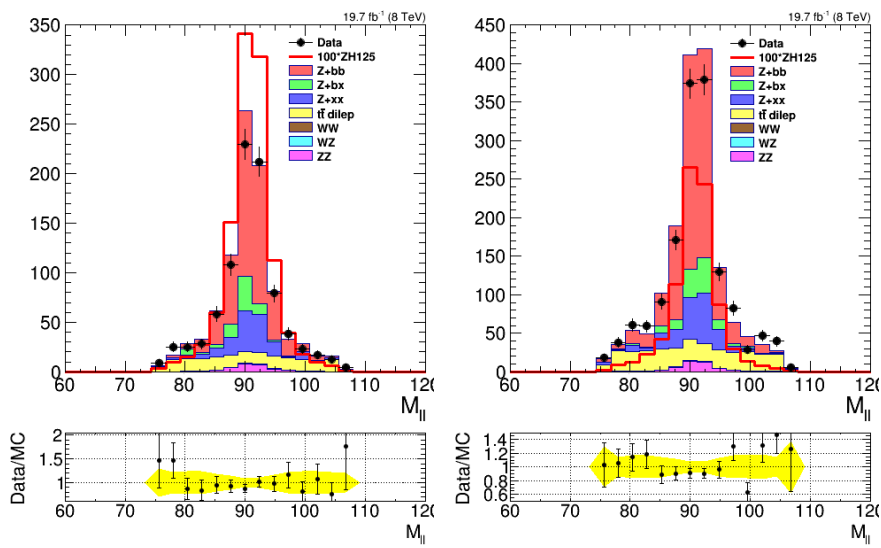 19.7 fb⁻¹ (8 TeV)
350
300
250
200
150
100
50
0
Data
100*ZH125
Z+bb
Z+bx
Z+xx
tt̄ dilep
WW
WZ
ZZ
60 70 80 90 100 110 120
M_ll
Data/MC
2
1.5
1
60 70 80 90 100 110 120
M_ll
19.7 fb⁻¹ (8 TeV)
450
400
350
300
250
200
150
100
50
0
Data
100*ZH125
Z+bb
Z+bx
Z+xx
tt̄ dilep
WW
WZ
ZZ
60 70 80 90 100 110 120
M_ll
Data/MC
1.4
1.2
1
0.8
0.6
60 70 80 90 100 110 120
M_ll